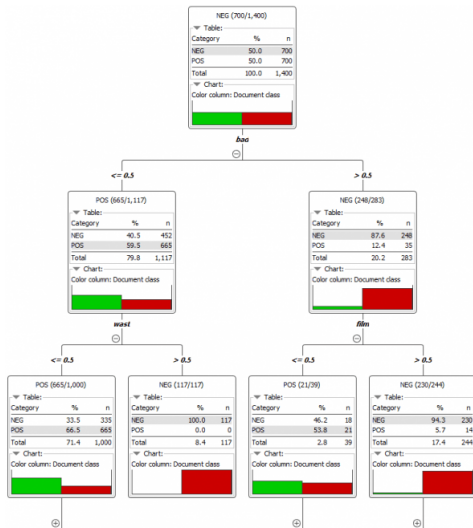 NEG (700/1,400)
Table:
Category % n
NEG 50.0 700
POS 50.0 700
Total 100.0 1,400
Chart:
Color column: Document class
bad
<= 0.5
> 0.5
POS (665/1,117)
Table:
Category % n
NEG 40.5 452
POS 59.5 665
Total 79.8 1,117
Chart:
Color column: Document class
wast
NEG (248/283)
Table:
Category % n
NEG 87.6 248
POS 12.4 35
Total 20.2 283
Chart:
Color column: Document class
film
<= 0.5
> 0.5
<= 0.5
> 0.5
POS (665/1,000)
Table:
Category % n
NEG 33.5 335
POS 66.5 665
Total 71.4 1,000
Chart:
Color column: Document class
NEG (117/117)
Table:
Category % n
NEG 100.0 117
POS 0.0 0
Total 8.4 117
Chart:
Color column: Document class
POS (21/39)
Table:
Category % n
NEG 46.2 18
POS 53.8 21
Total 2.8 39
Chart:
Color column: Document class
NEG (230/244)
Table:
Category % n
NEG 94.3 230
POS 5.7 14
Total 17.4 244
Chart:
Color column: Document class